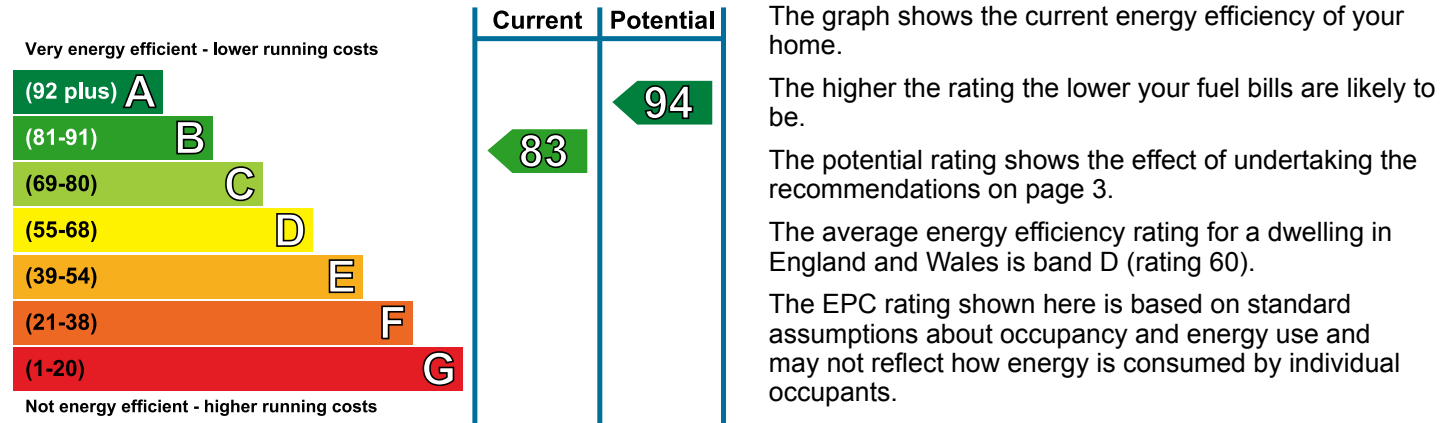 Current Potential
Very energy efficient - lower running costs
(92 plus) A
(81-91) B
(69-80) C
(55-68) D
(39-54) E
(21-38) F
(1-20) G
Not energy efficient - higher running costs
83
94
The graph shows the current energy efficiency of your
home.
The higher the rating the lower your fuel bills are likely to
be.
The potential rating shows the effect of undertaking the
recommendations on page 3.
The average energy efficiency rating for a dwelling in
England and Wales is band D (rating 60).
The EPC rating shown here is based on standard
assumptions about occupancy and energy use and
may not reflect how energy is consumed by individual
occupants.